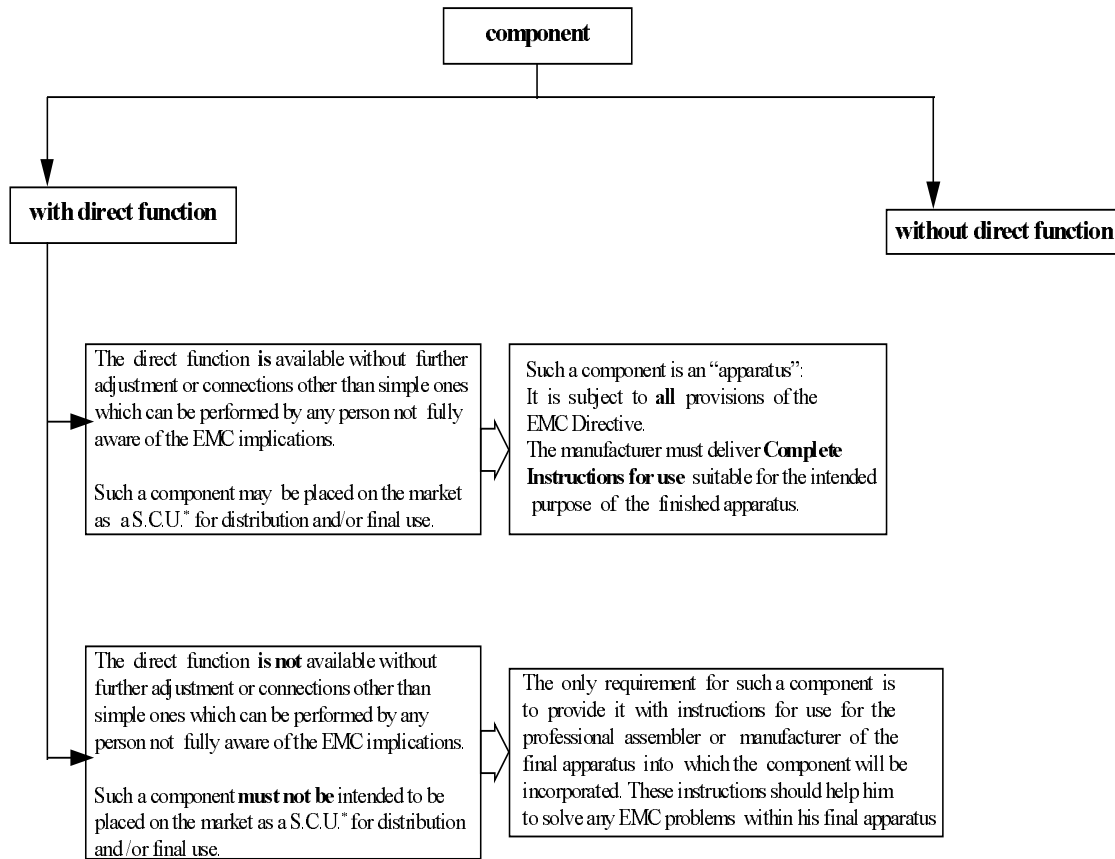 component
with direct function
without direct function
The direct function is available without further
adjustment or connections other than simple ones
which can be performed by any person not fully
aware of the EMC implications.
Such a component may be placed on the market
as a S.C.U.* for distribution and/or final use.
Such a component is an “apparatus”:
It is subject to all provisions of the
EMC Directive.
The manufacturer must deliver Complete
Instructions for use suitable for the intended
purpose of the finished apparatus.
The direct function is not available without
further adjustment or connections other than
simple ones which can be performed by any
person not fully aware of the EMC implications.
Such a component must not be intended to be
placed on the market as a S.C.U.* for distribution
and /or final use.
The only requirement for such a component is
to provide it with instructions for use for the
professional assembler or manufacturer of the
final apparatus into which the component will be
incorporated. These instructions should help him
to solve any EMC problems within his final apparatus